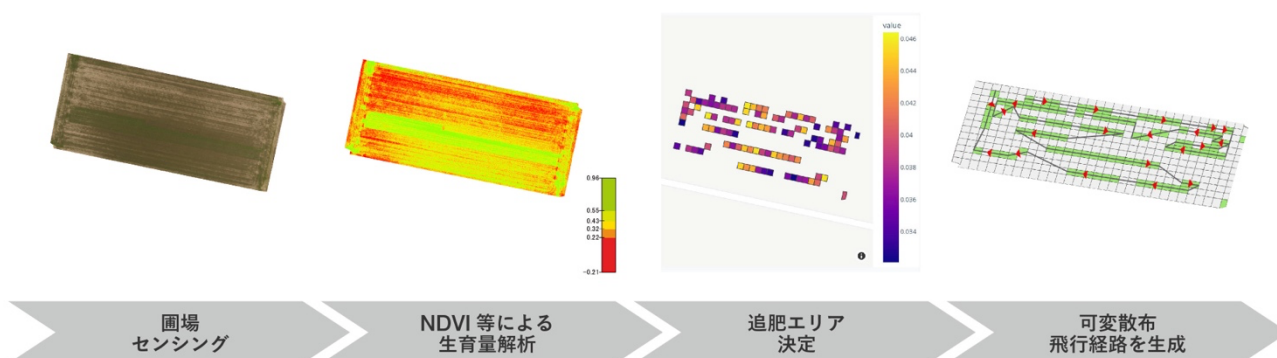 value
0.046
0.044
0.042
0.04
0.038
0.036
0.034
0.96
0.55
0.43
0.32
0.22
-0.21
圃場
センシング
NDVI 等による
生育量解析
追肥エリア
決定
可変散布
飛行経路を生成